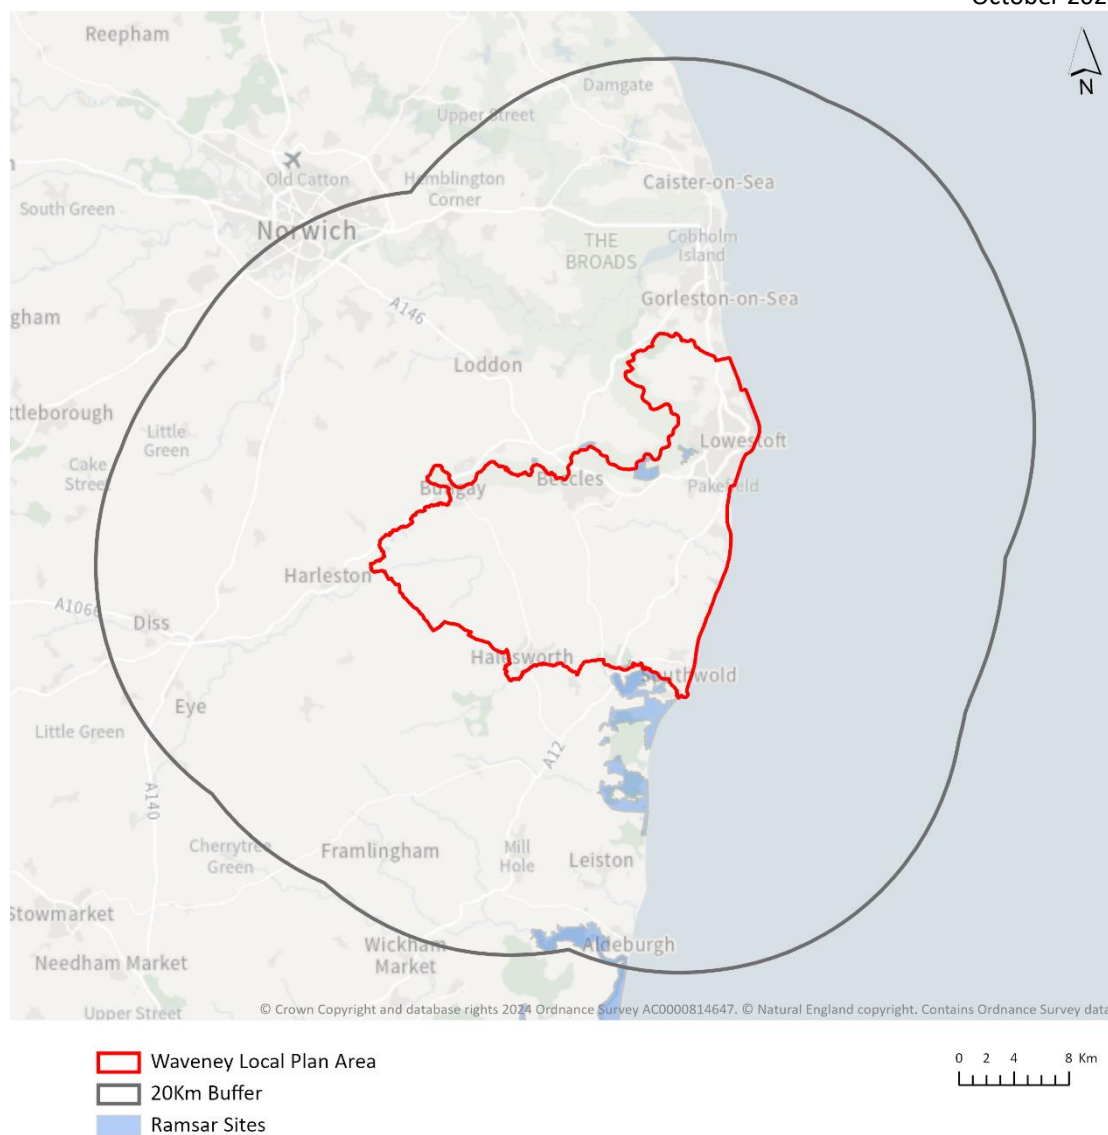 October 202
Reepham
Damgate
Upper Street
N
Old Catton
Hemblington
Corner
Caister-on-Sea
South Green
Norwich
THE
BROADS
Cobholm
Island
Gorleston-on-Sea
A146
gham
Loddon
ttleborough
Little
Green
Lowestoft
Cake
Street
Bungay
Beccles
Pakefield
Harleston
A1066
Diss
Halesworth
Southwold
Eye
Little Green
A12
A140
Cherrytree
Green
Framlingham
Mill
Hole
Leiston
Stowmarket
Wickham
Market
Aldeburgh
Needham Market
Upper Street
© Crown Copyright and database rights 2024 Ordnance Survey AC0000814647. © Natural England copyright. Contains Ordnance Survey data
Waveney Local Plan Area
20Km Buffer
Ramsar Sites
0 2 4 8 Km